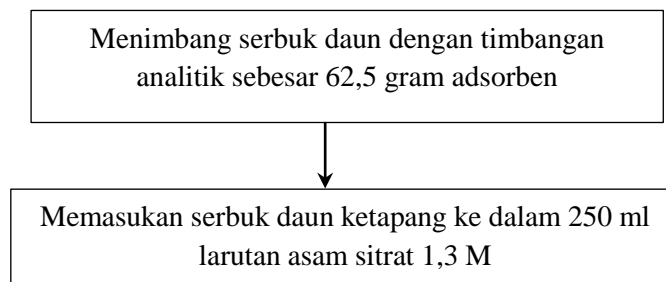 Menimbang serbuk daun dengan timbangan
analitik sebesar 62,5 gram adsorben
Memasukan serbuk daun ketapang ke dalam 250 ml
larutan asam sitrat 1,3 M